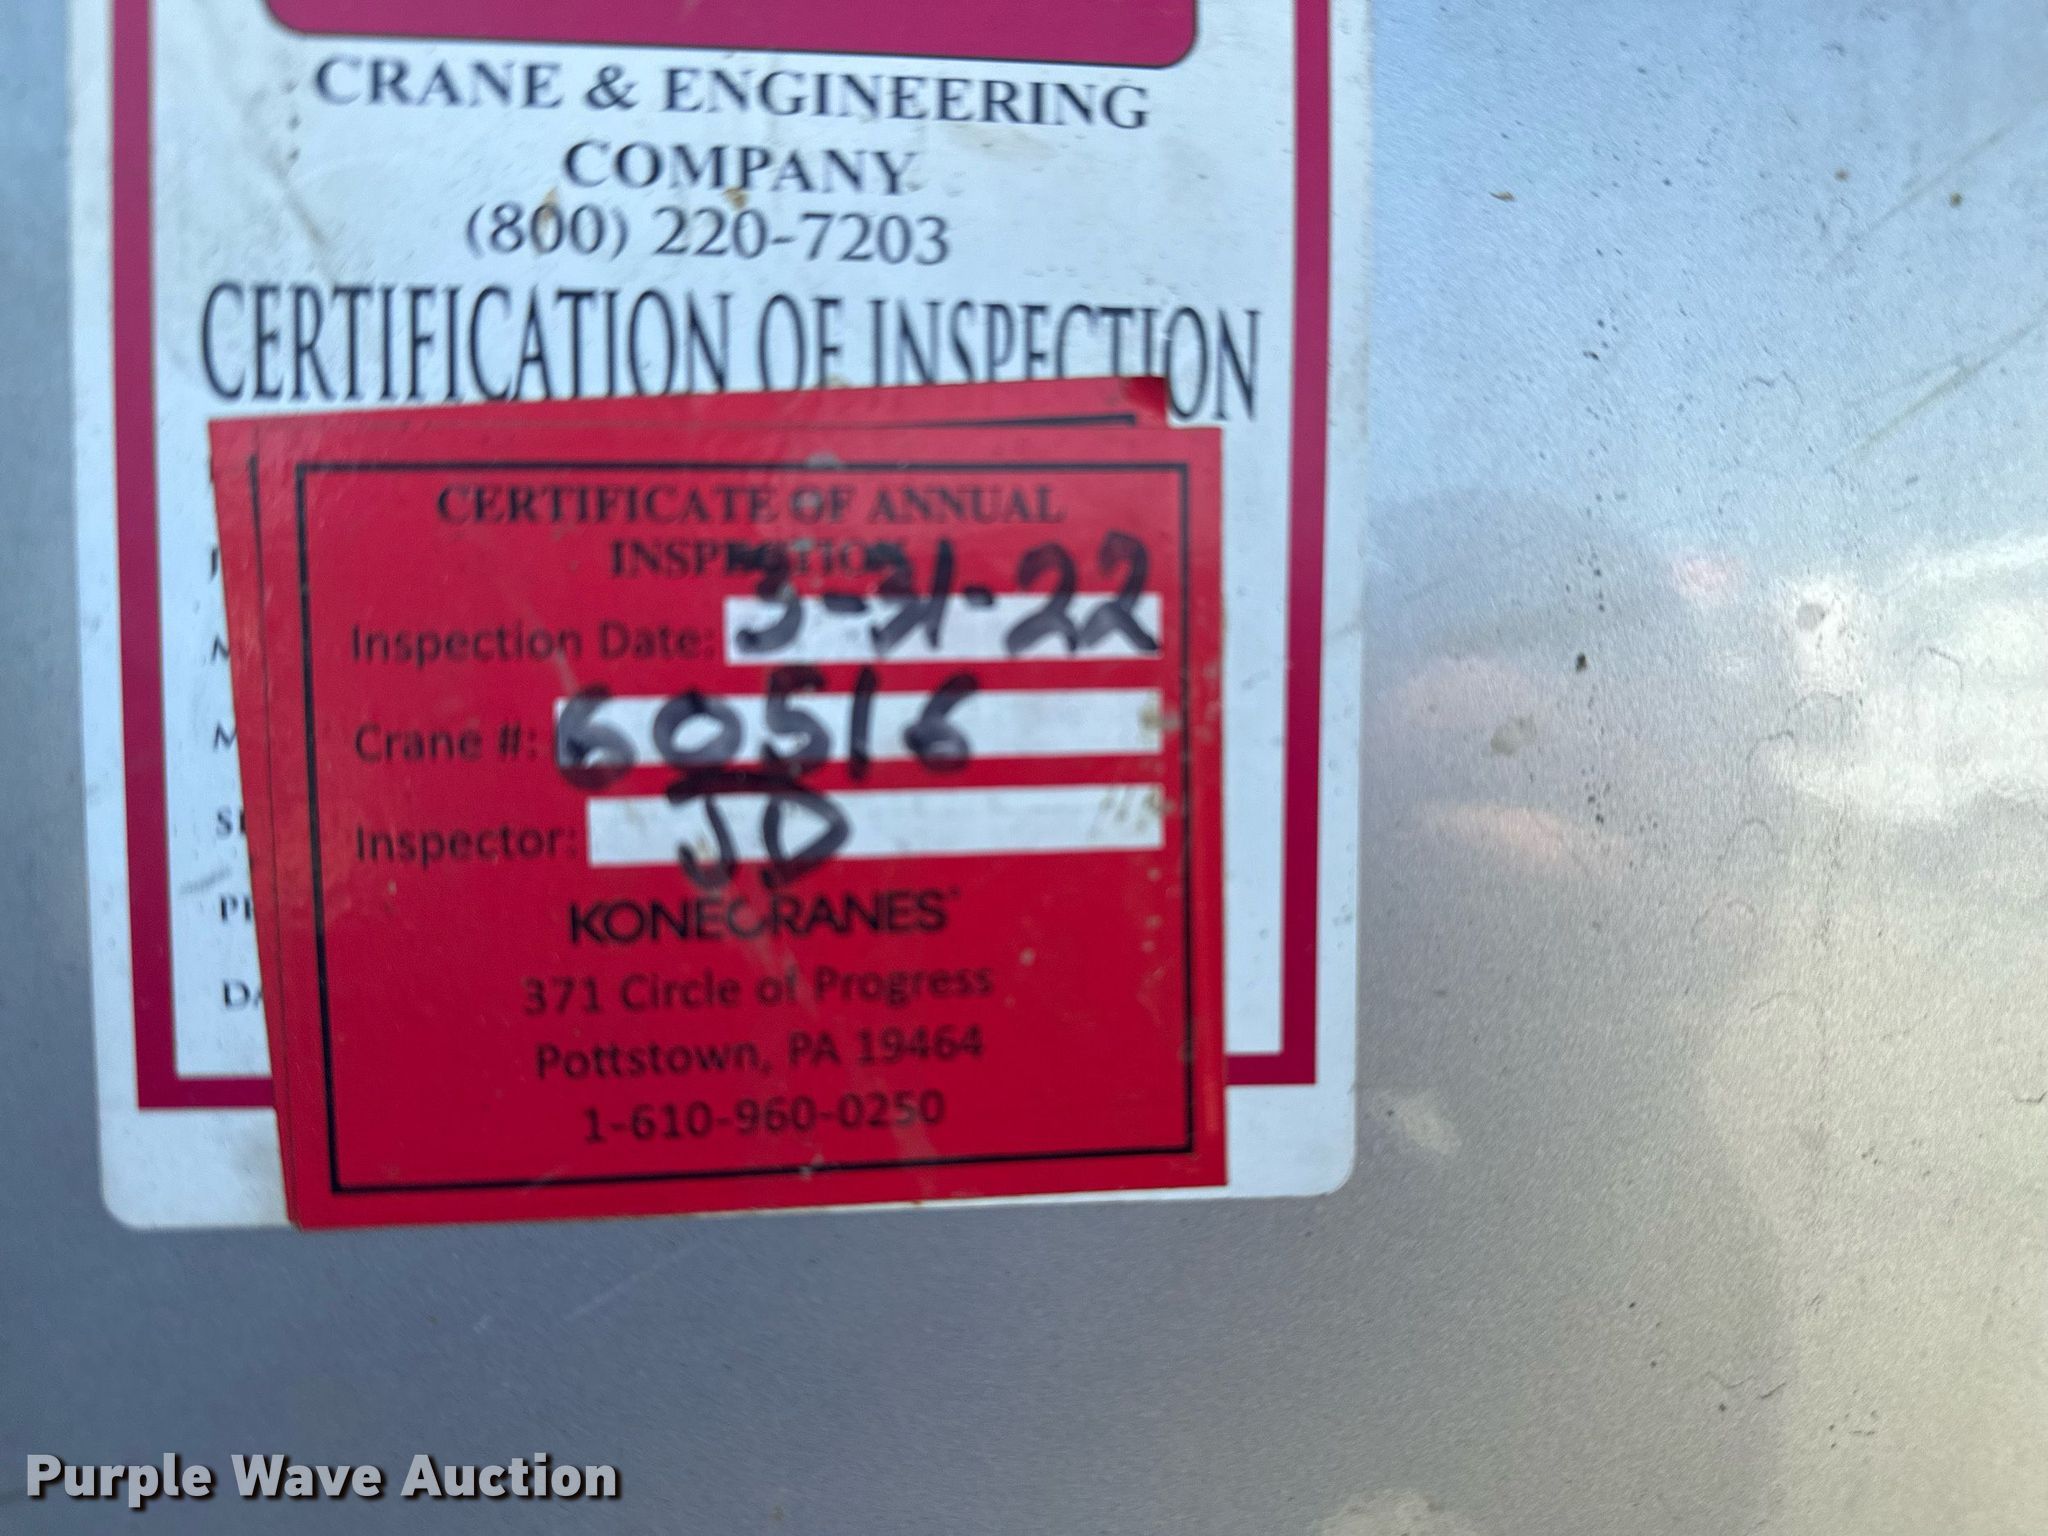 CRANE & ENGINEERING
COMPANY
(800) 220-7203
CERTIFICATION OF INSPECTION
CERTIFICATE OF ANNUAL
INSPECTION
Inspection Date: 3-31-22
Crane #: 60516
Inspector: JD
KONECRANES
371 Circle of Progress
Pottstown, PA 19464
1-610-960-0250
Purple Wave Auction